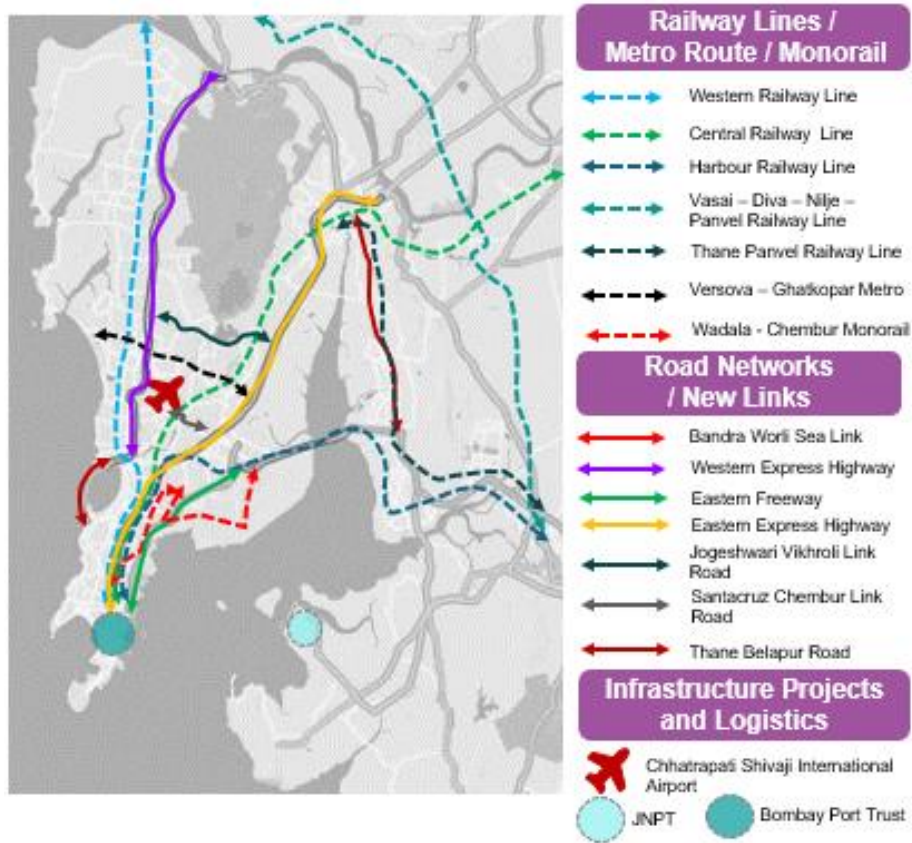 Railway Lines /
Metro Route / Monorail
Western Railway Line
Central Railway Line
Harbour Railway Line
Vasai – Diva – Nilje –
Panvel Railway Line
Thane Panvel Railway Line
Versova – Ghatkopar Metro
Wadala - Chembur Monorail
Road Networks
/ New Links
Bandra Worli Sea Link
Western Express Highway
Eastern Freeway
Eastern Express Highway
Jogeshwari Vikhroli Link
Road
Santacruz Chembur Link
Road
Thane Belapur Road
Infrastructure Projects
and Logistics
Chhatrapati Shivaji International
Airport
JNPT
Bombay Port Trust